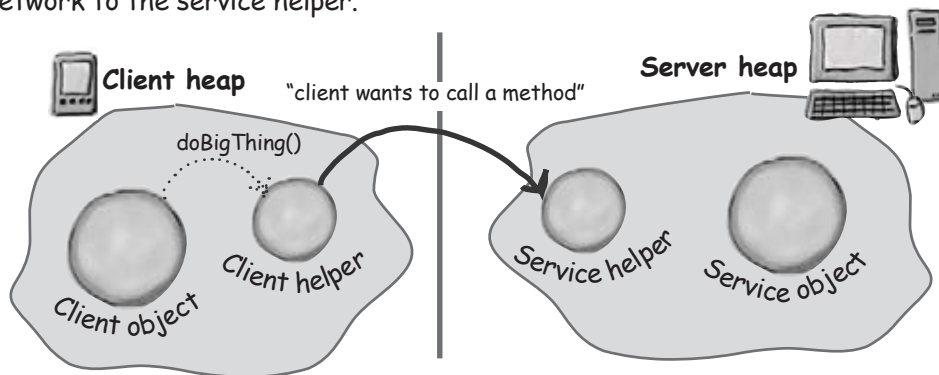 network to the service helper.
Client heap
Server heap
“client wants to call a method”
doBigThing()
Client object
Client helper
Service helper
Service object